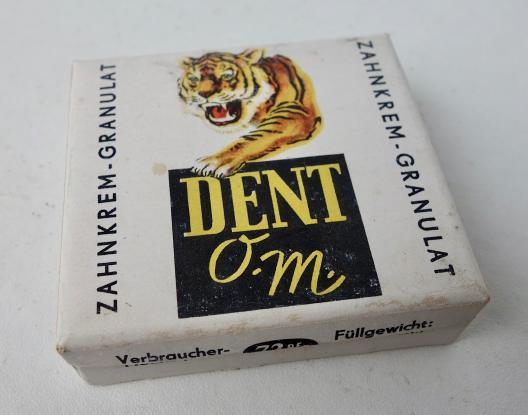 ZAHNKREM-GRANULAT
DENT
O.m.
ZAHNKREM-GRANULAT
Verbraucher-
Füllgewicht: